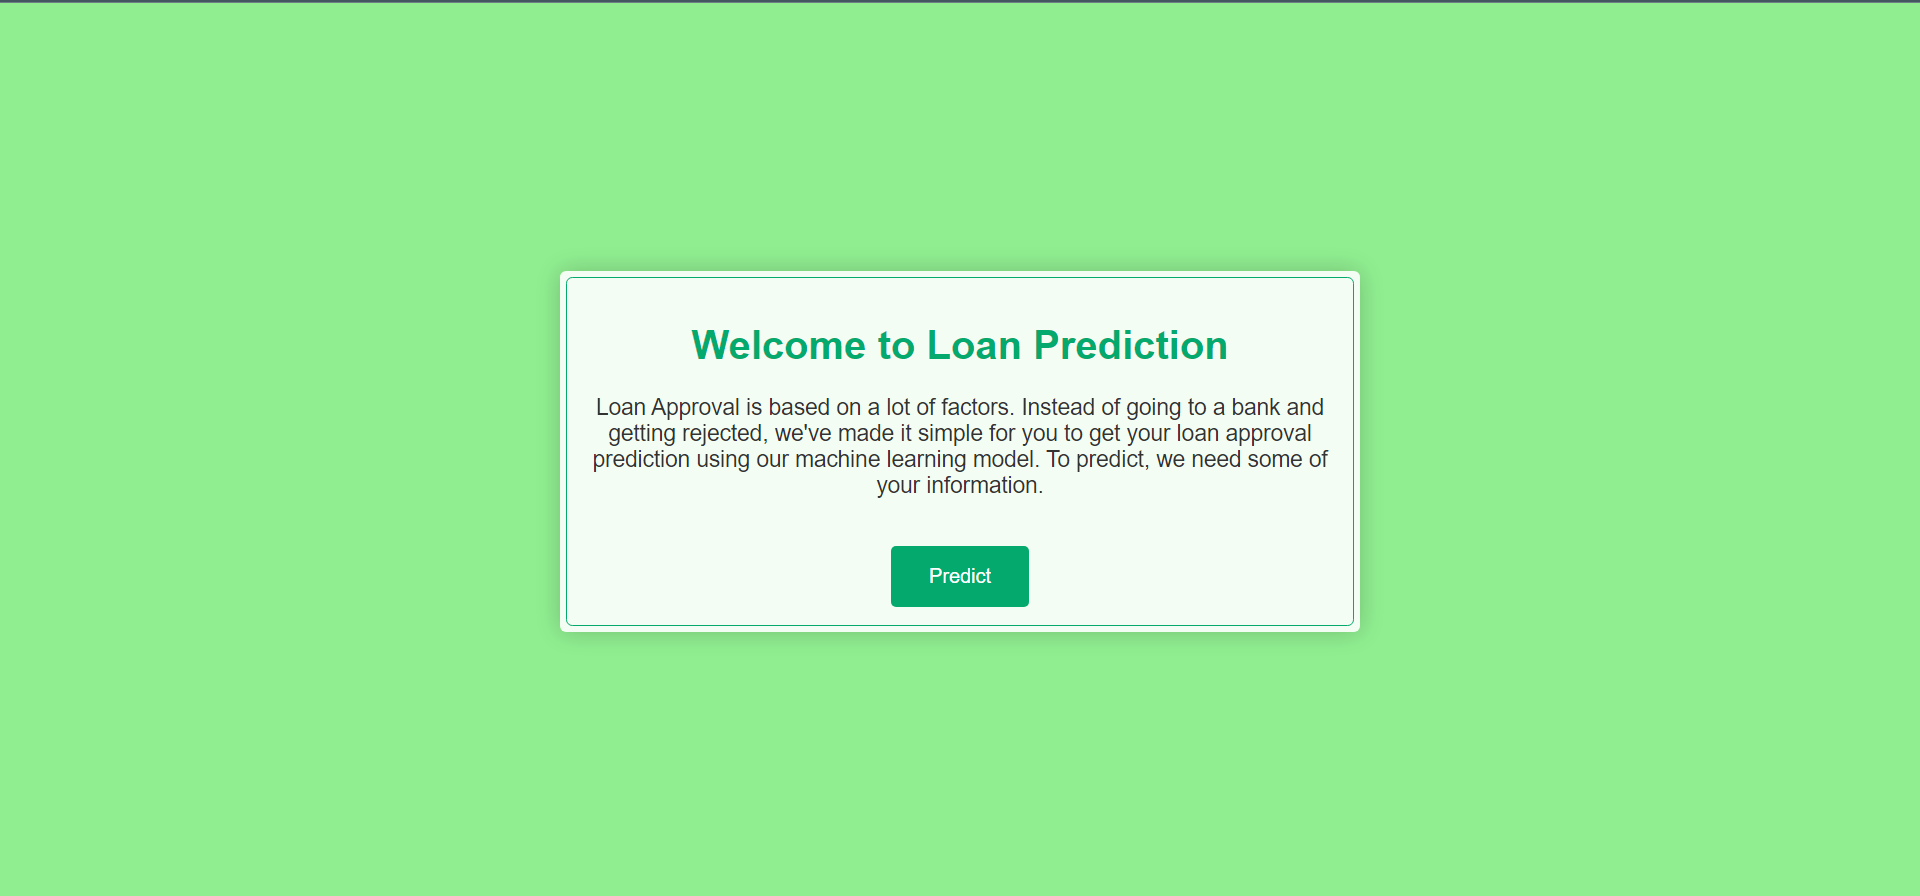 Welcome to Loan Prediction
Loan Approval is based on a lot of factors. Instead of going to a bank and
getting rejected, we've made it simple for you to get your loan approval
prediction using our machine learning model. To predict, we need some of
your information.
Predict